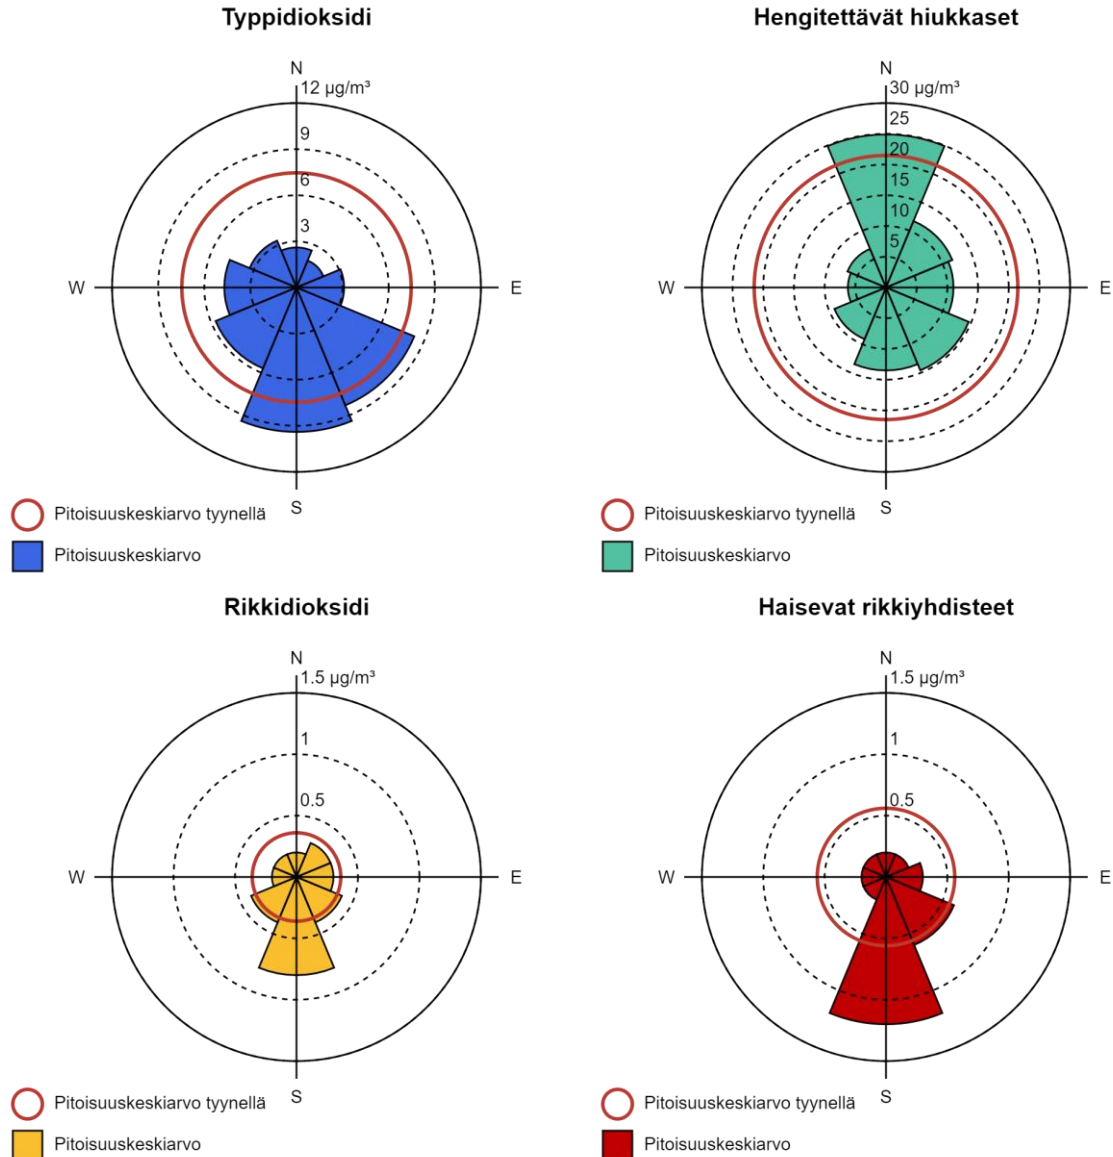 Typpidioksidi
N
12 µg/m³
9
6
3
W
E
S
Pitoisuuskeskiarvo tyynellä
Pitoisuuskeskiarvo
Hengitettävät hiukkaset
N
30 µg/m³
25
20
15
10
5
W
E
S
Pitoisuuskeskiarvo tyynellä
Pitoisuuskeskiarvo
Rikkidioksidi
N
1.5 µg/m³
1
0.5
W
E
S
Pitoisuuskeskiarvo tyynellä
Pitoisuuskeskiarvo
Haisevat rikkiyhdisteet
N
1.5 µg/m³
1
0.5
W
E
S
Pitoisuuskeskiarvo tyynellä
Pitoisuuskeskiarvo